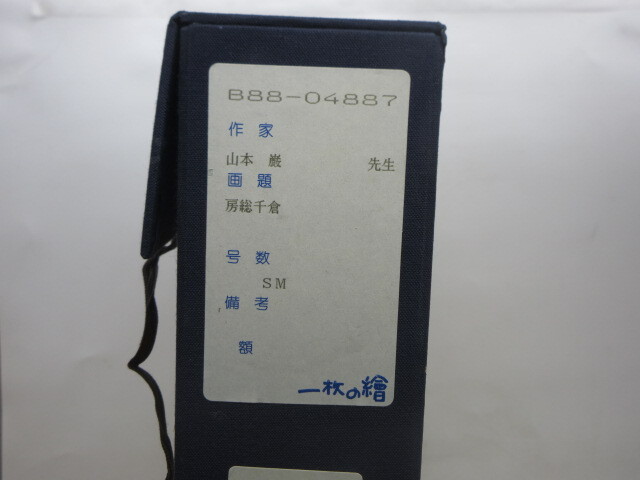 B88-04887
作家
山本 巌 先生
画題
房総千倉
号数
SM
備考
額
一枚の繪